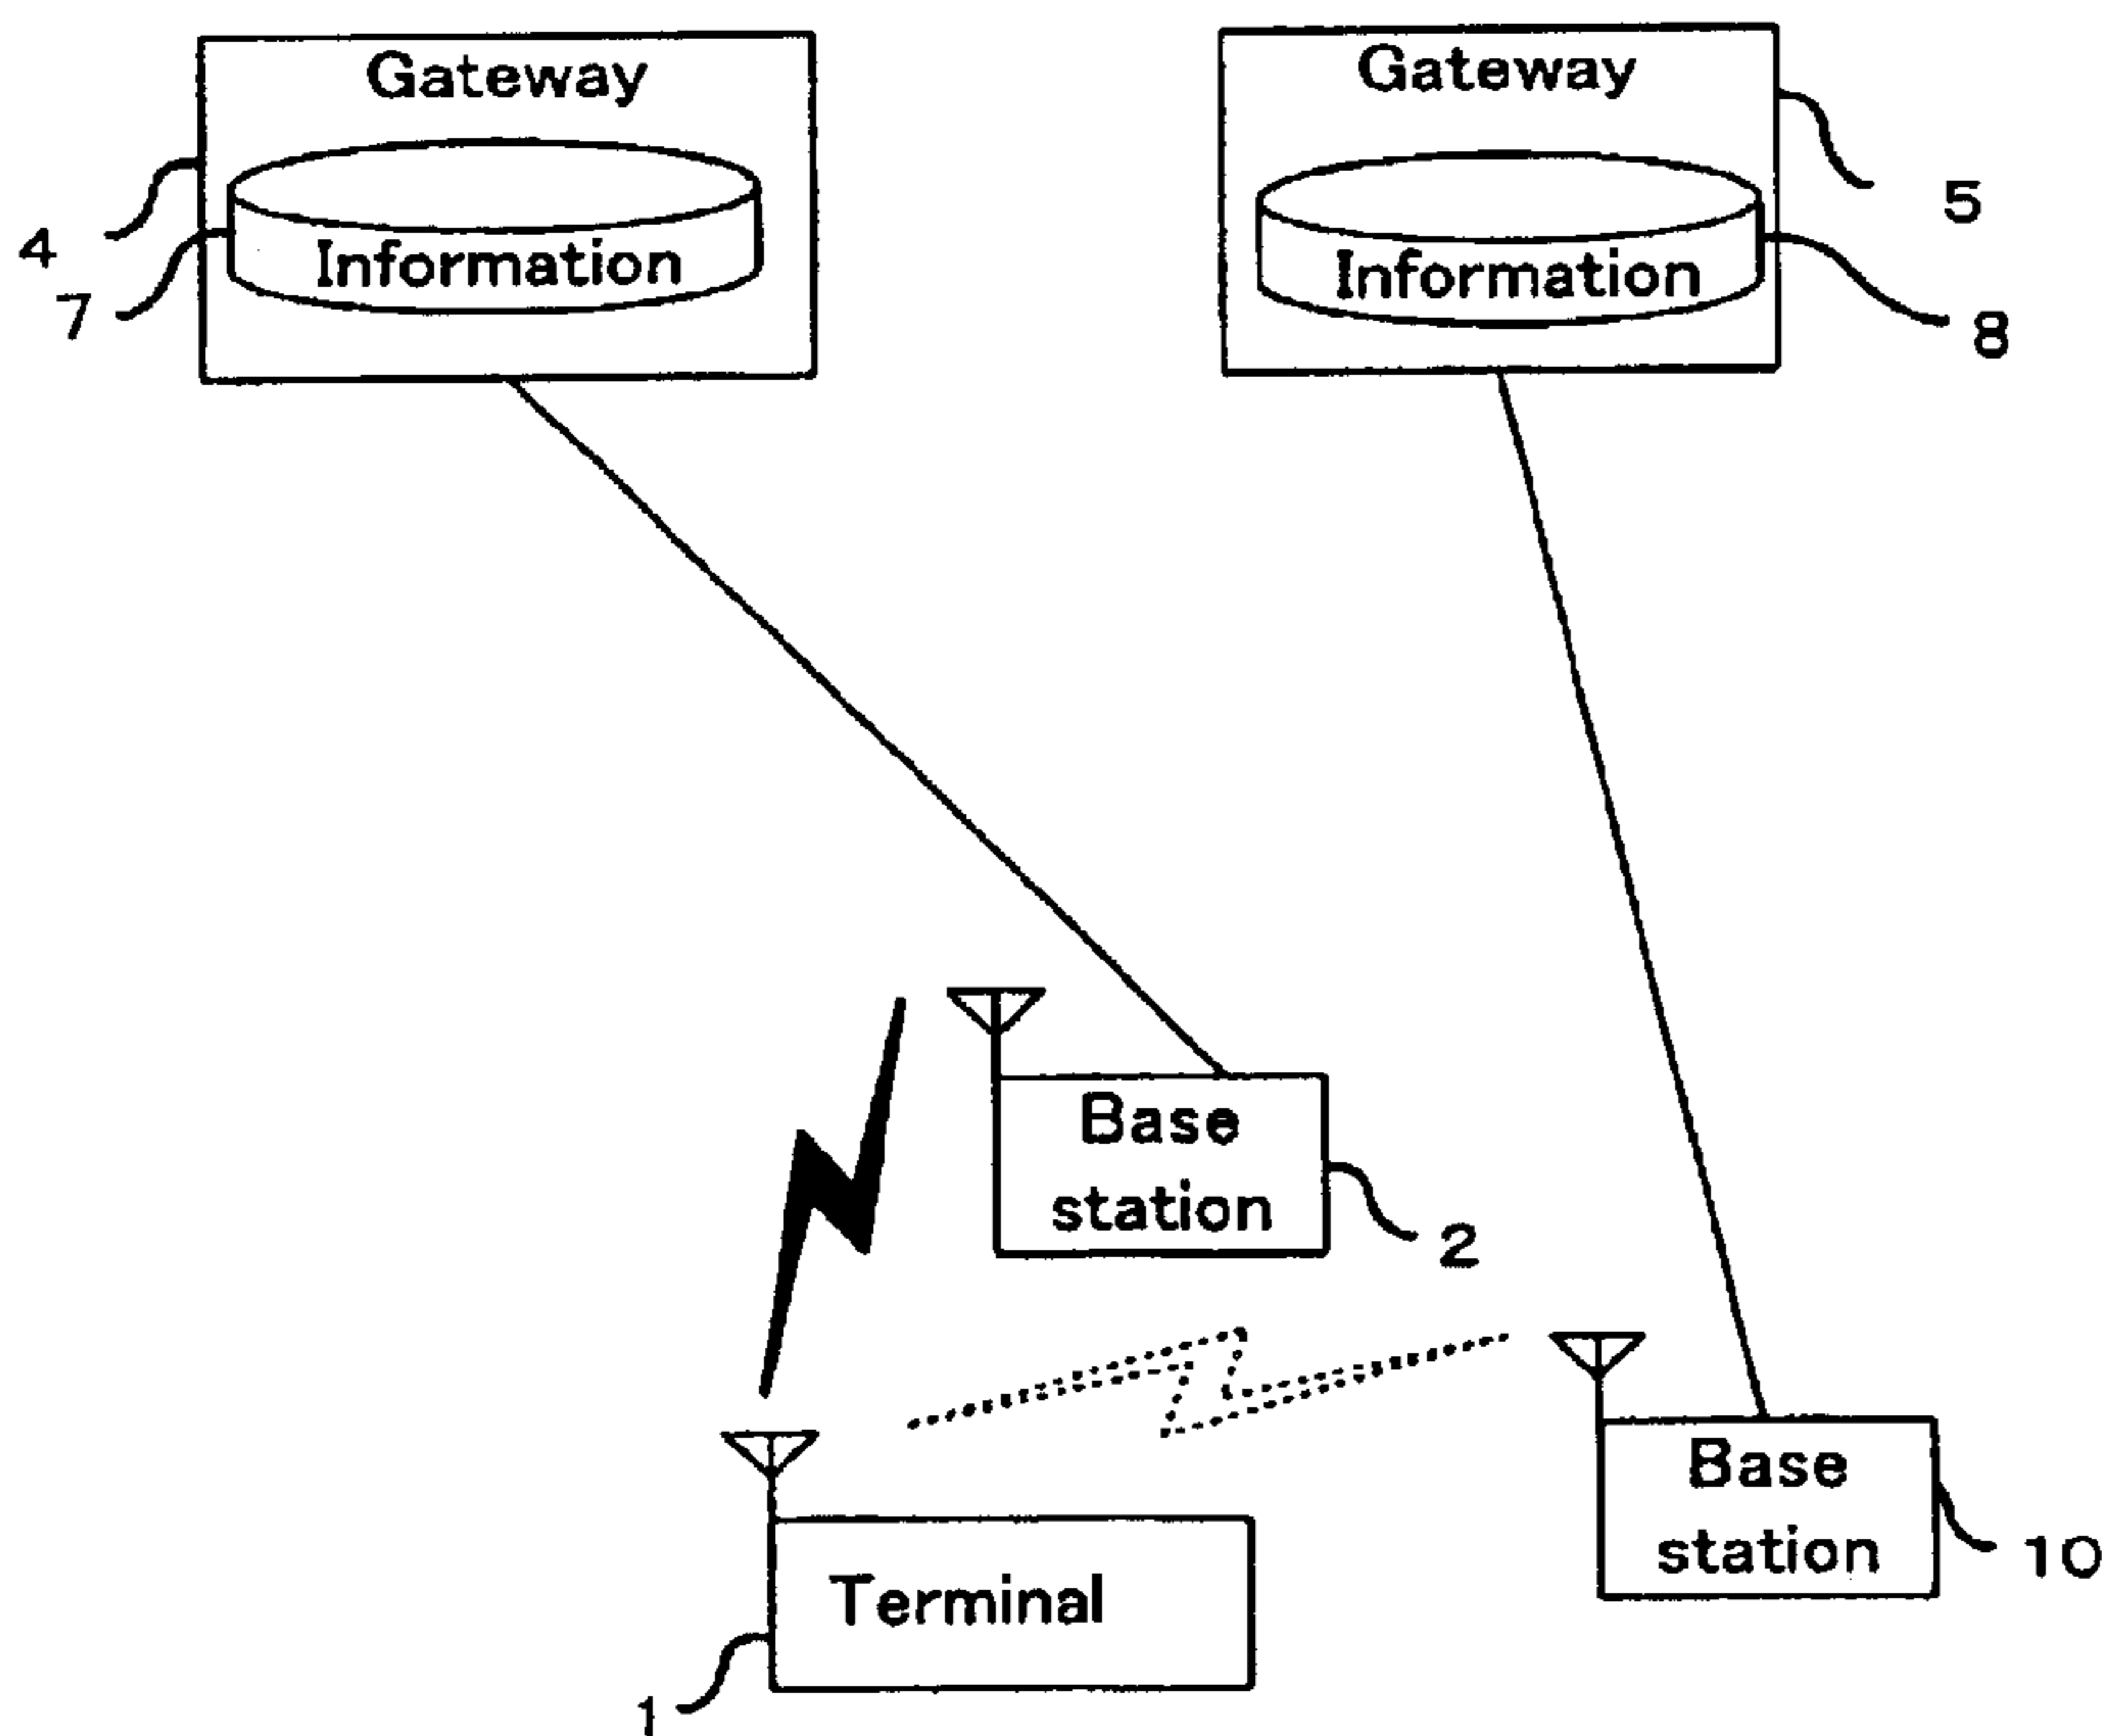 Gateway
Information
4
7
Gateway
Information
5
8
Base
station
2
Base
station
10
Terminal
1